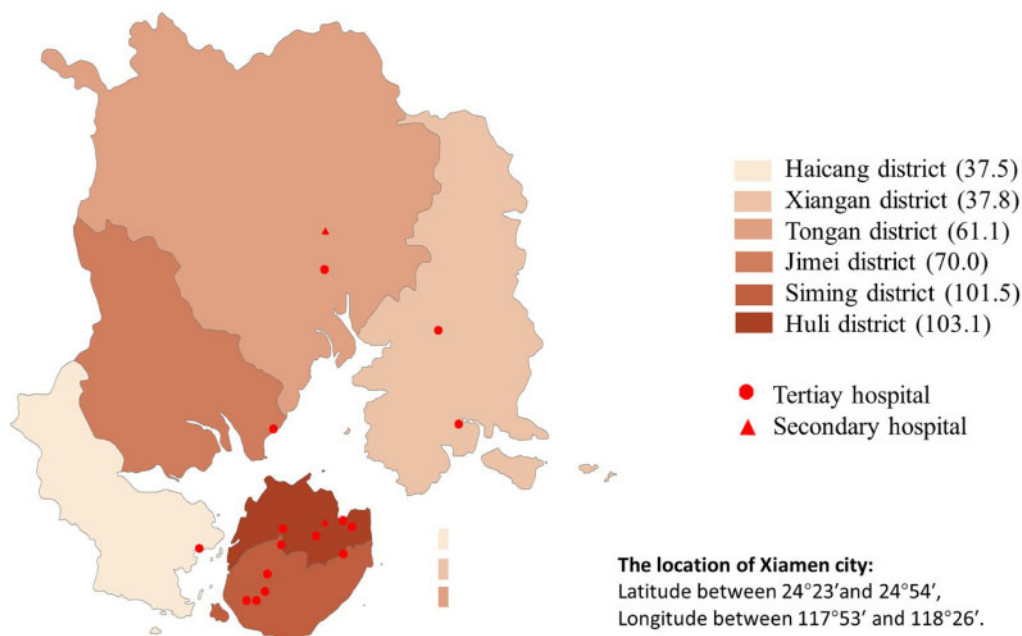 Haicang district (37.5)
Xiangan district (37.8)
Tongan district (61.1)
Jimei district (70.0)
Siming district (101.5)
Huli district (103.1)
Tertiay hospital
Secondary hospital
The location of Xiamen city:
Latitude between 24°23′and 24°54′,
Longitude between 117°53′ and 118°26′.